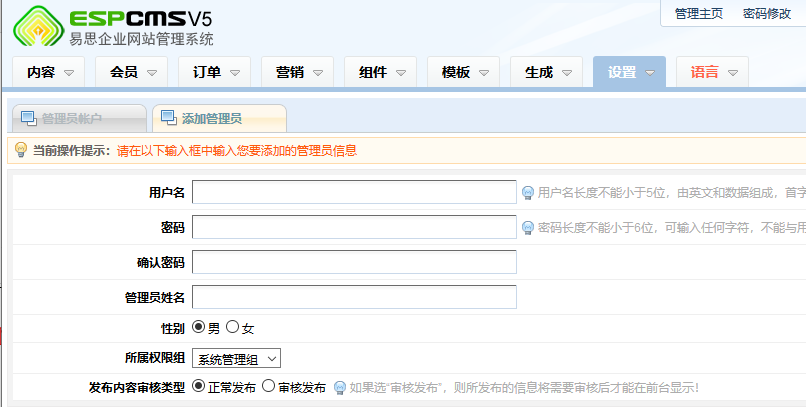 ESPCMS V5
易思企业网站管理系统
管理主页 密码修改
内容 会员 订单 营销 组件 模板 生成 设置 语言
管理员帐户 添加管理员
当前操作提示：请在以下输入框中输入您要添加的管理员信息
用户名 用户名长度不能小于5位，由英文和数据组成，首字
密码 密码长度不能小于6位，可输入任何字符，不能与用
确认密码
管理员姓名
性别 男 女
所属权限组 系统管理组
发布内容审核类型 正常发布 审核发布 如果选“审核发布”，则所发布的信息将需要审核后才能在前台显示！